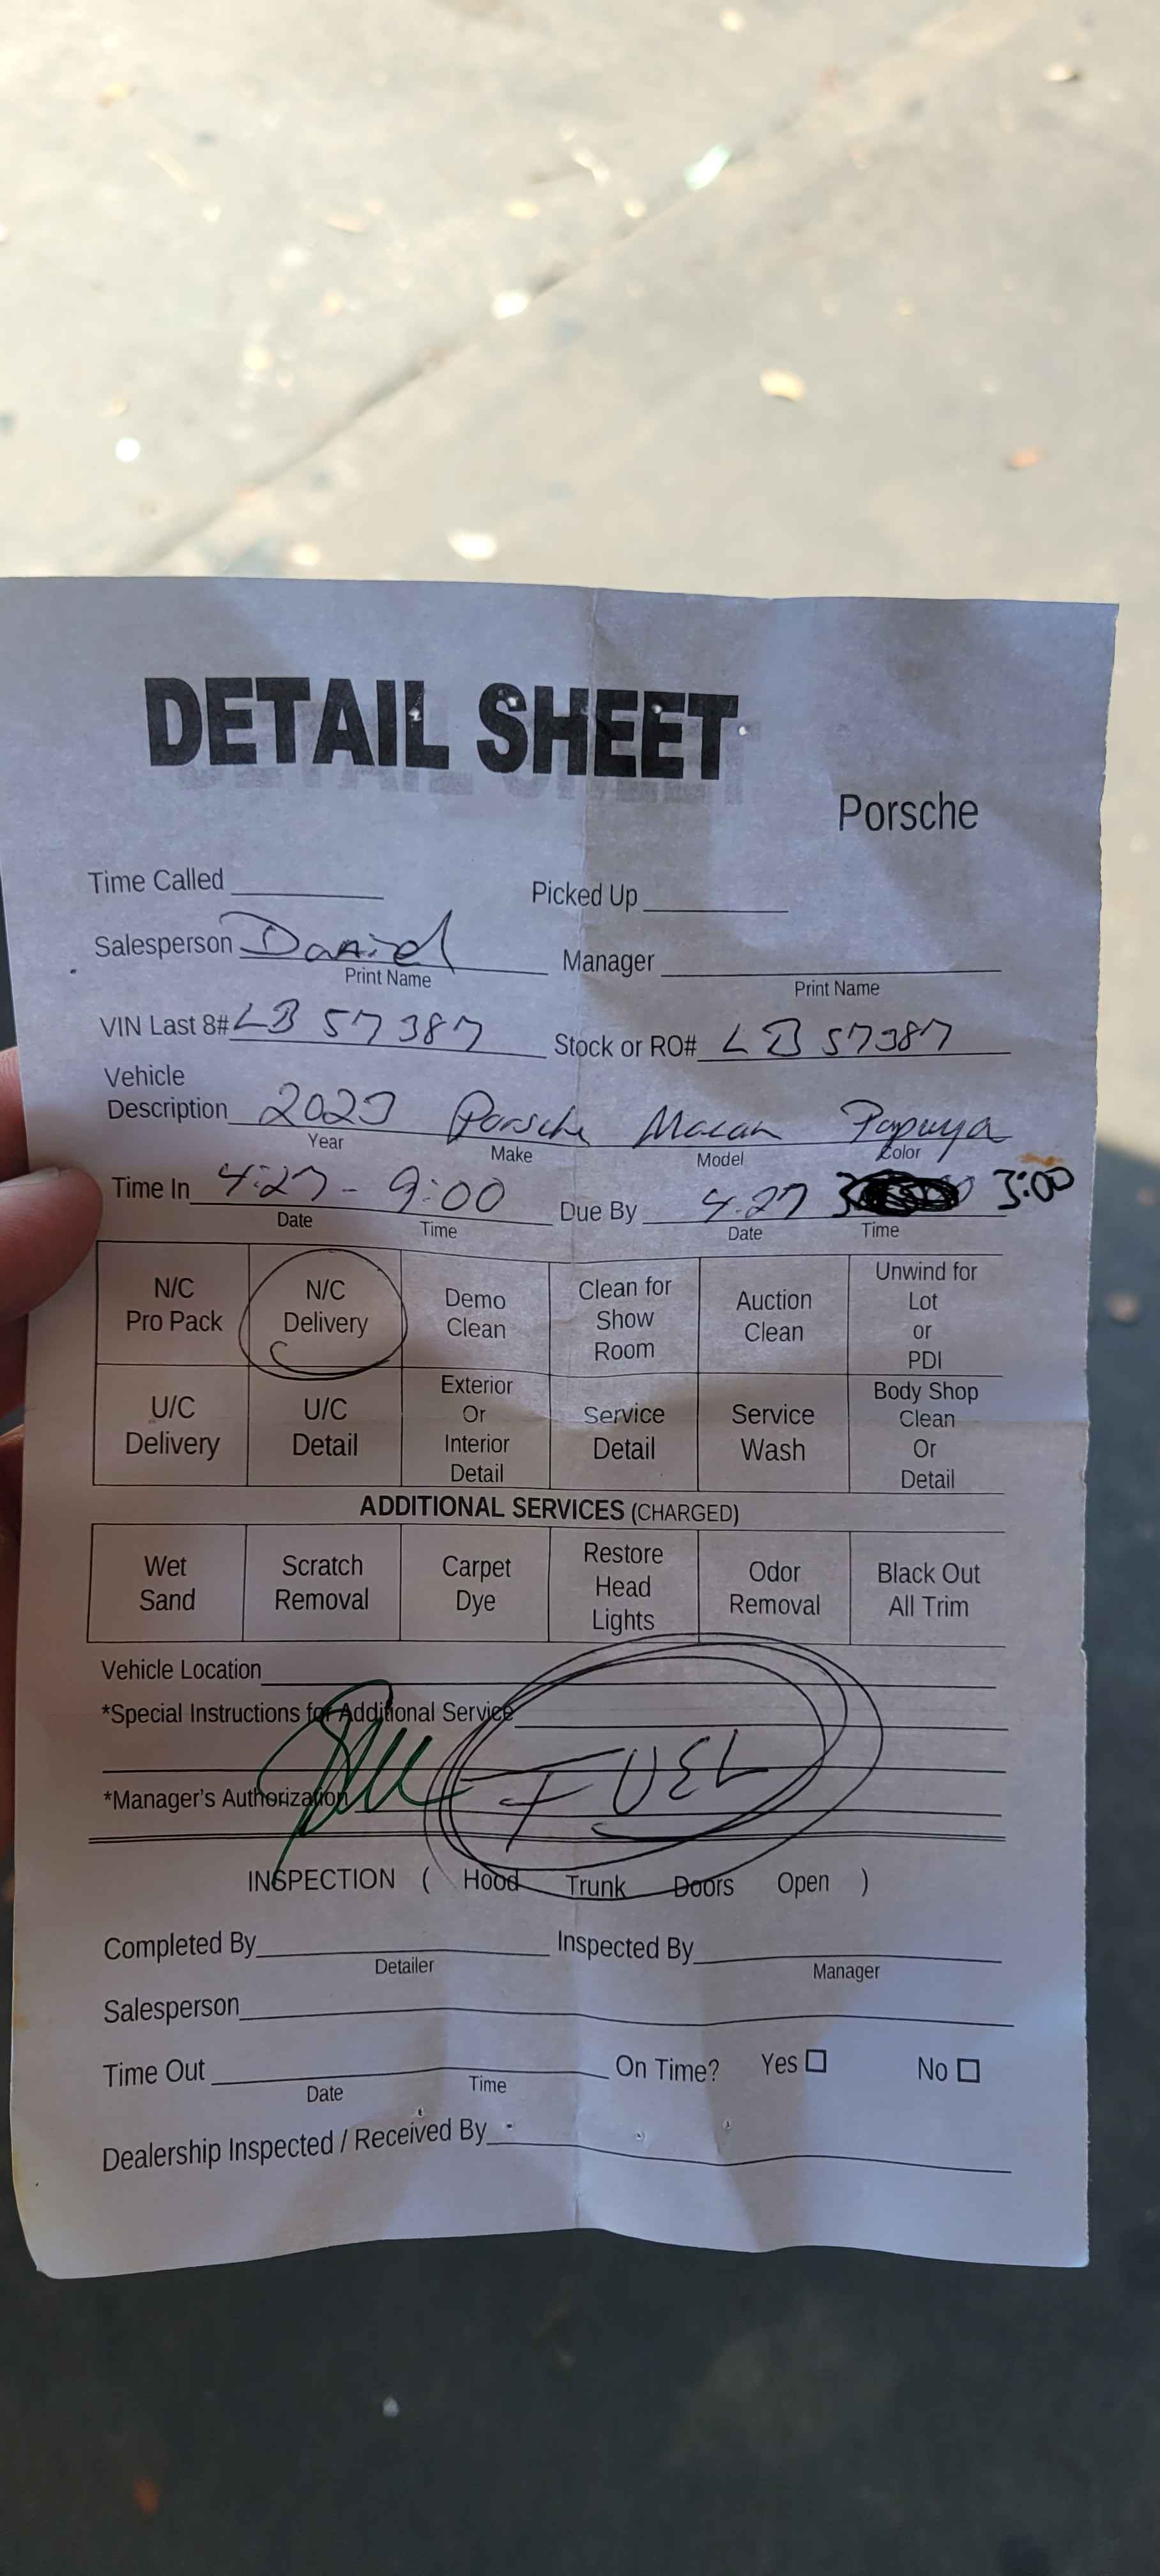 DETAIL SHEET
Porsche
Time Called Picked Up
Salesperson Daniel Manager
Print Name Print Name
VIN Last 8# LB 57387 Stock or RO# LB 57387
Vehicle
Description 2023 Porsche Macan Papaya
Year Make Model Color
Time In 4.27 - 9:00 Due By 4.27 3:00
Date Time Date Time
N/C Pro Pack
N/C Delivery
Demo Clean
Clean for Show Room
Auction Clean
Unwind for Lot or PDI
U/C Delivery
U/C Detail
Exterior Or Interior Detail
Service Detail
Service Wash
Body Shop Clean Or Detail
ADDITIONAL SERVICES (CHARGED)
Wet Sand
Scratch Removal
Carpet Dye
Restore Head Lights
Odor Removal
Black Out All Trim
Vehicle Location
*Special Instructions for Additional Service
FUEL
*Manager's Authorization
INSPECTION ( Hood Trunk Doors Open )
Completed By Inspected By
Detailer Manager
Salesperson
Time Out On Time? Yes No
Date Time
Dealership Inspected / Received By